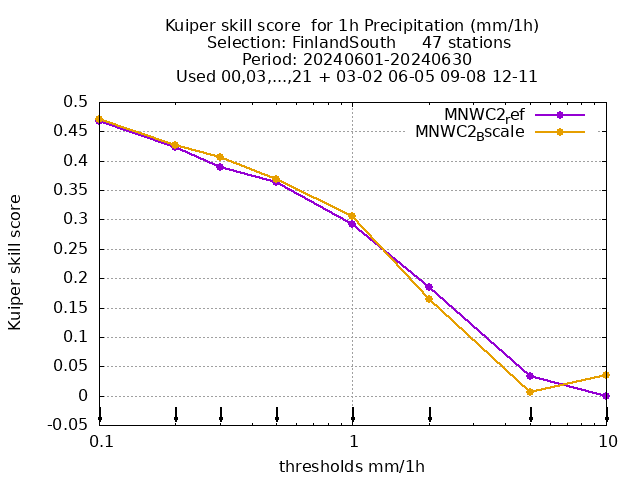 Kuiper skill score  for 1h Precipitation (mm/1h)
Selection: FinlandSouth     47 stations
Period: 20240601-20240630
Used 00,03,...,21 + 03-02 06-05 09-08 12-11
MNWC2ref
MNWC2Bscale
0.5
0.45
0.4
0.35
0.3
0.25
0.2
0.15
0.1
0.05
0
-0.05
Kuiper skill score
0.1
1
10
thresholds mm/1h